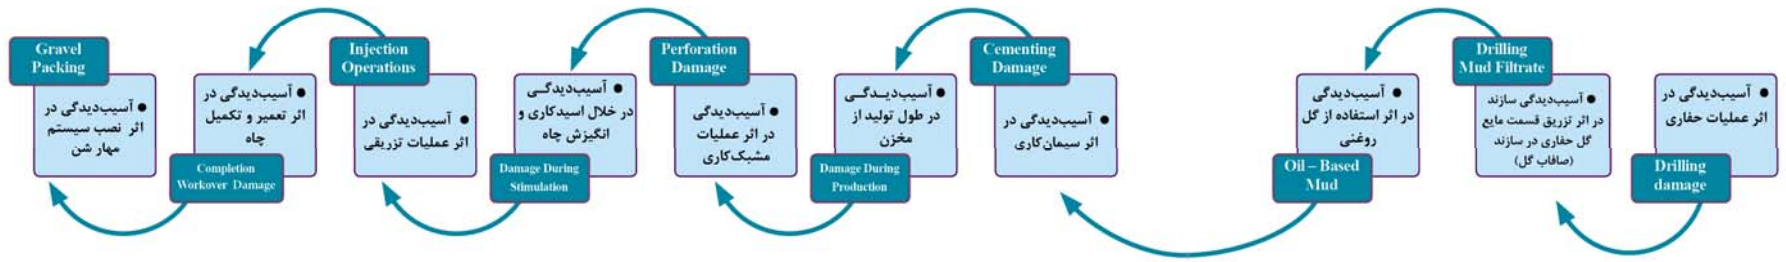 ● آسیب‌دیدگی در
اثر عملیات حفاری
Drilling
damage
Drilling
Mud Filtrate
● آسیب‌دیدگی سازند
در اثر تزریق قسمت مایع
گل حفاری در سازند
(صافاب گل)
● آسیب‌دیدگی
در اثر استفاده از گل
روغنی
Oil – Based
Mud
Cementing
Damage
● آسیب‌دیدگی در
اثر سیمان‌کاری
● آسیب‌دیـدگـی
در طول تولید از
مخزن
Damage During
Production
Perforation
Damage
● آسیب‌دیدگی
در اثر عملیات
مشبک‌کاری
● آسیب‌دیدگـی
در خلال اسیدکاری و
انگیزش چاه
Damage During
Stimulation
Injection
Operations
● آسیب‌دیدگی در
اثر عملیات تزریقی
● آسیب‌دیدگی در
اثر تعمیر و تکمیل
چاه
Completion
Workover Damage
Gravel
Packing
● آسیب‌دیدگی در
اثر نصب سیستم
مهار شن